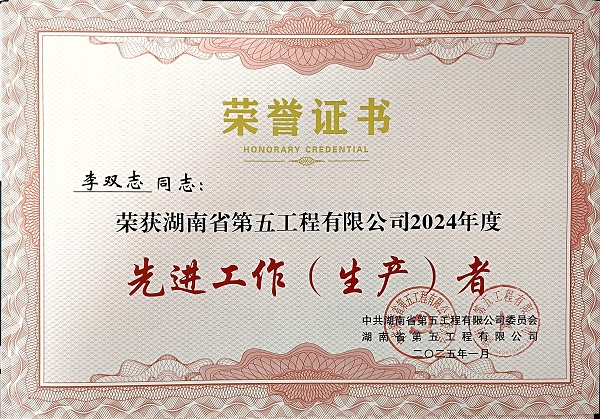 荣誉证书
HONORARY CREDENTIAL
李双志 同志：
荣获湖南省第五工程有限公司2024年度
先进工作（生产）者
中共湖南省第五工程有限公司委员会
湖南省第五工程有限公司
二〇二五年一月